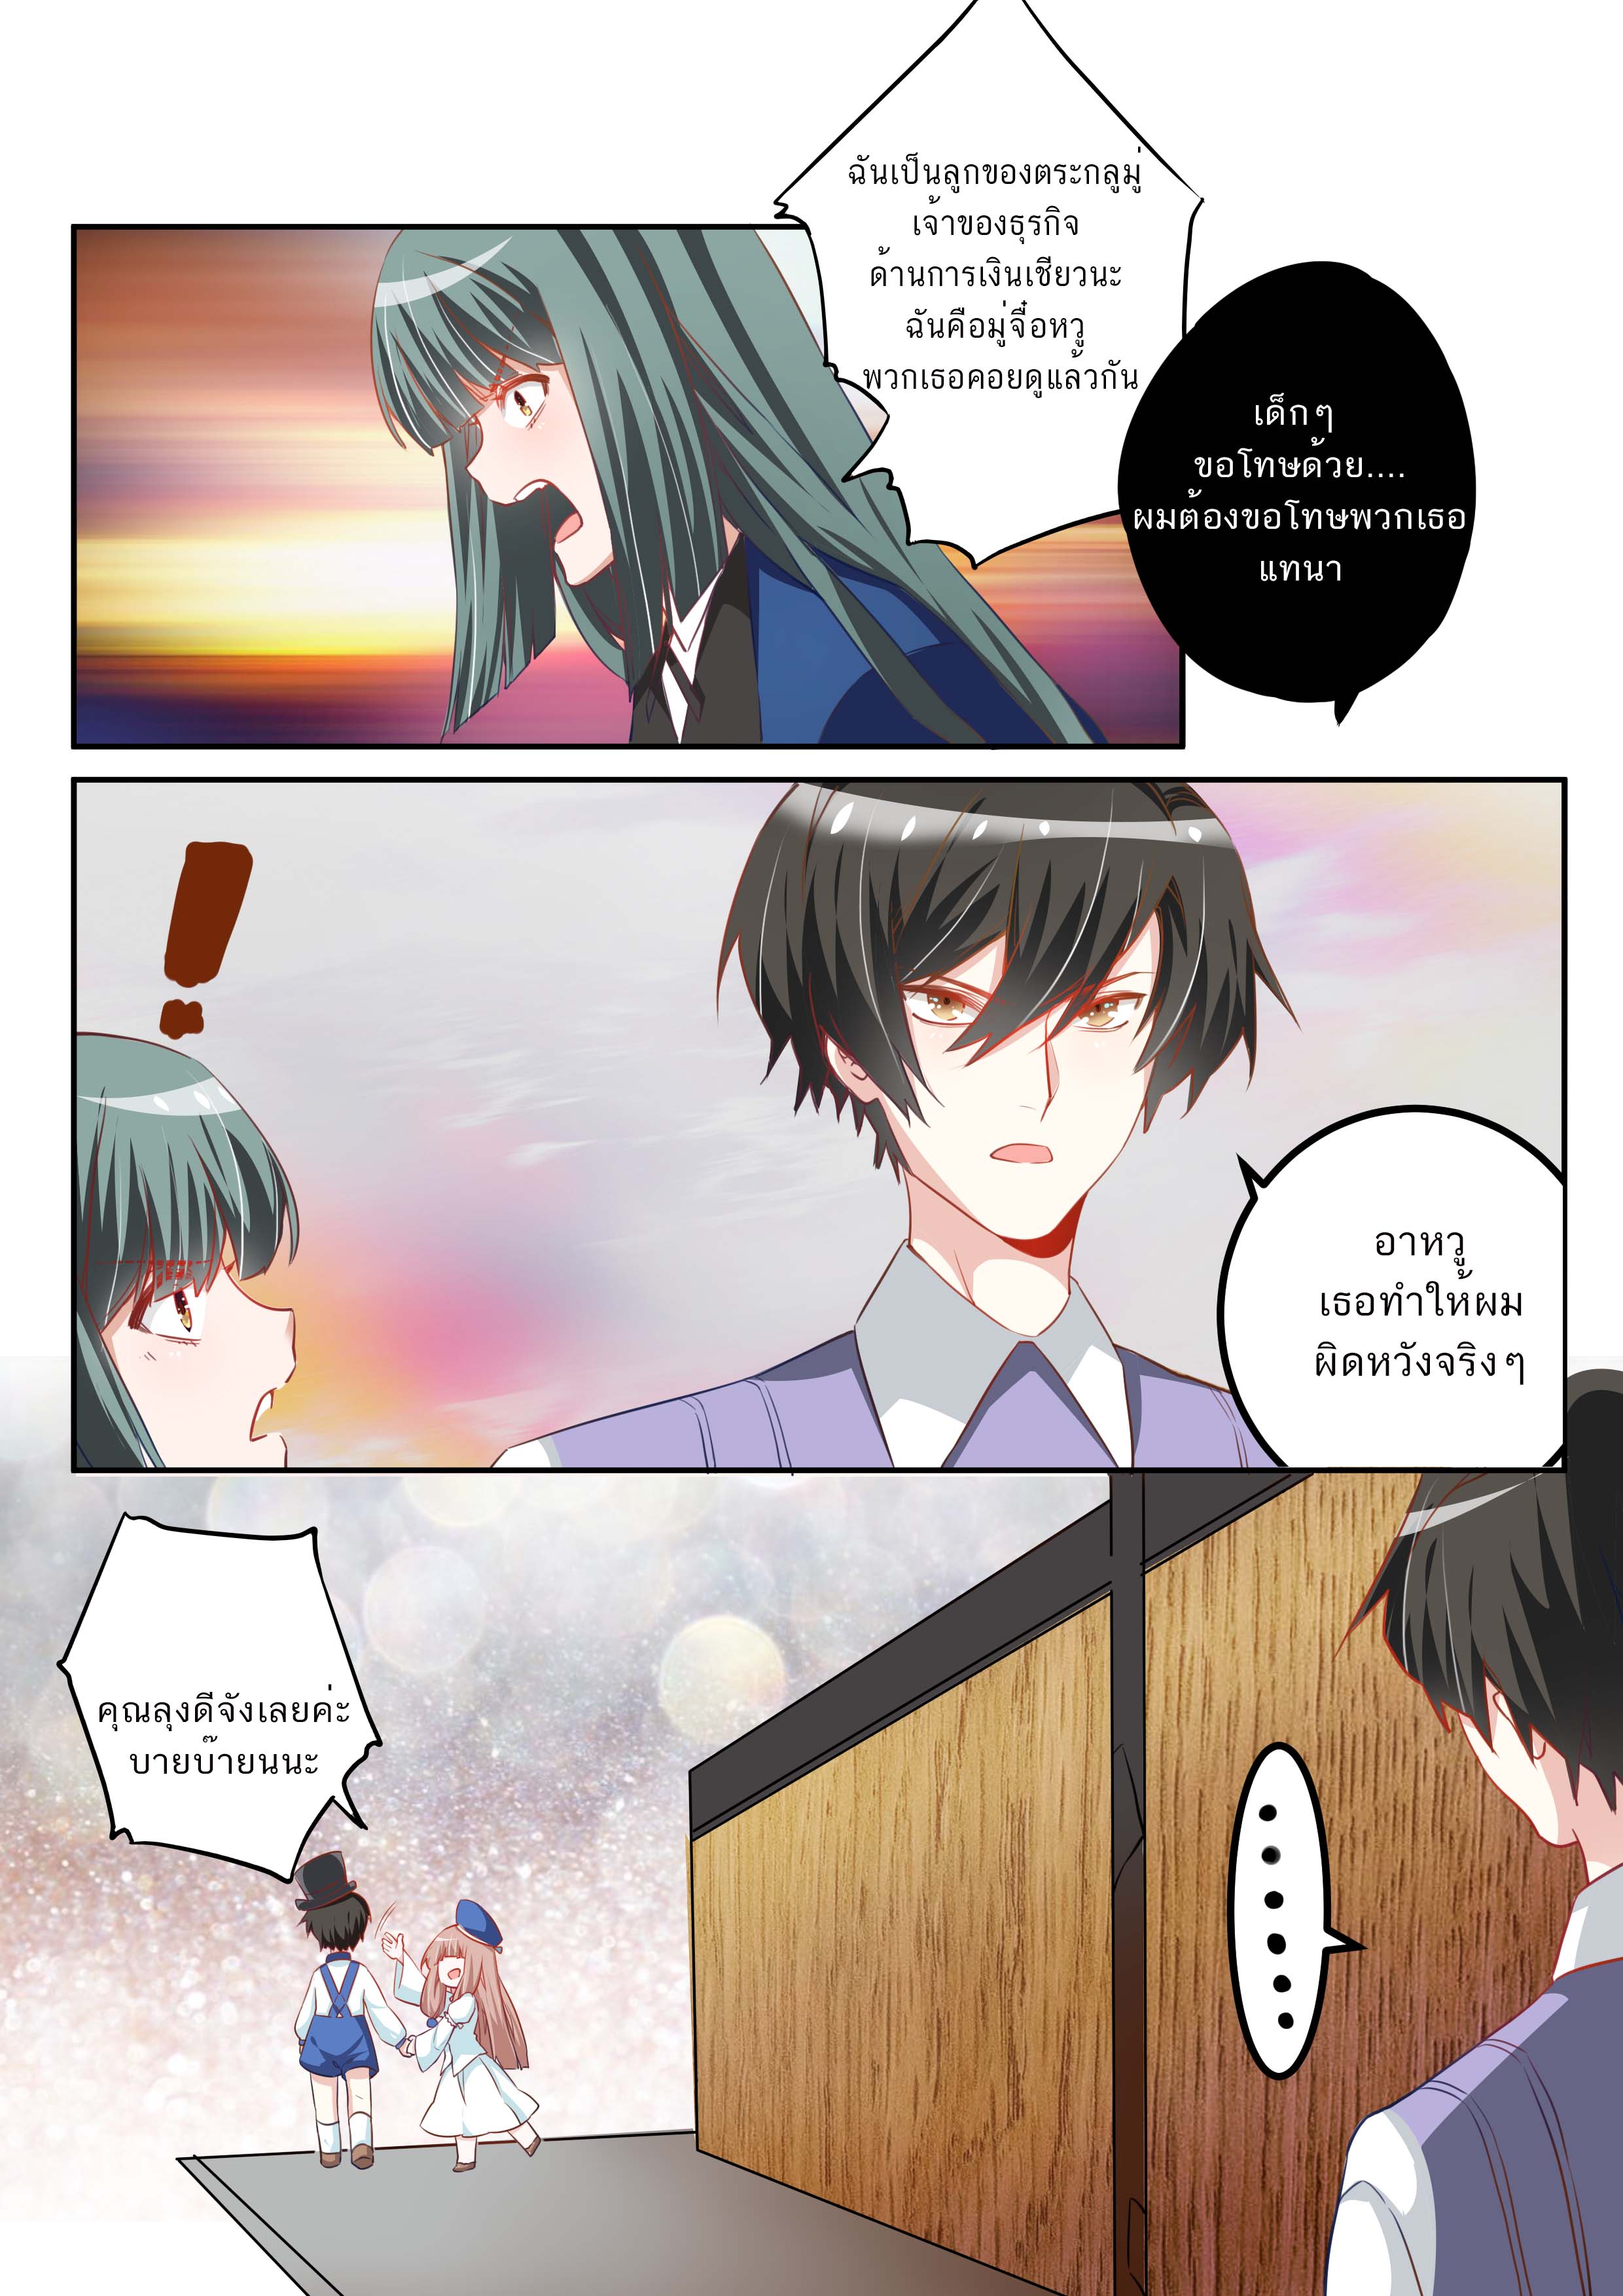 ฉันเป็นลูกของตระกลูมู่
เจ้าของธุรกิจ
ด้านการเงินเชียวนะ
ฉันคือมู่จื่อหวู
พวกเธอคอยดูแล้วกัน
เด็กๆ
ขอโทษด้วย....
ผมต้องขอโทษพวกเธอ
แทนา
!
อาหวู
เธอทำให้ผม
ผิดหวังจริงๆ
คุณลุงดีจังเลยค่ะ
บายบ๊ายนนะ
......